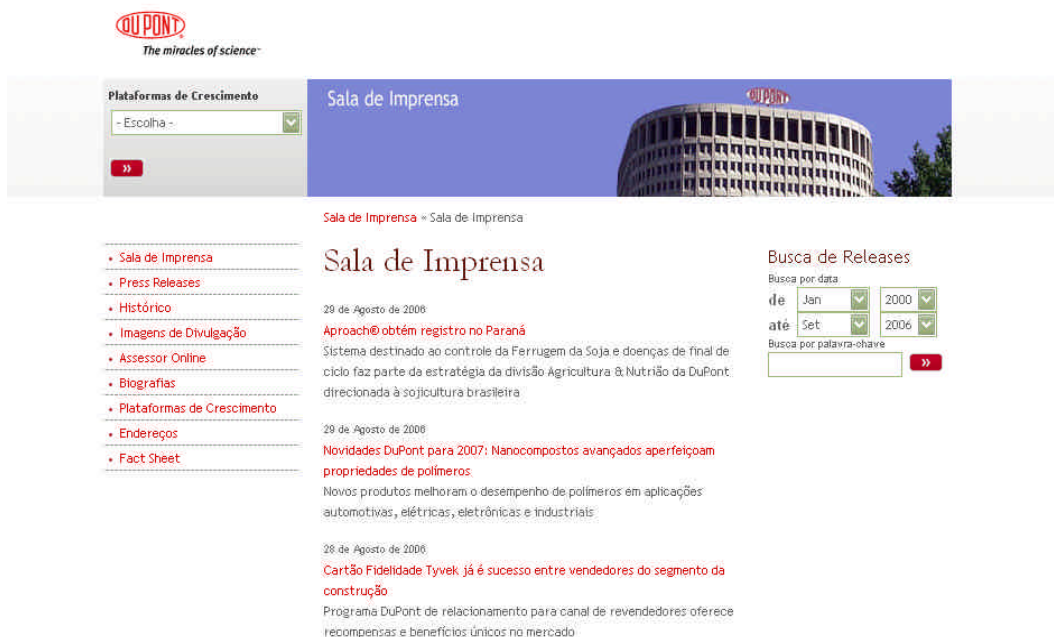 DU PONT
The miracles of science™
Plataformas de Crescimento
- Escolha -
»
Sala de Imprensa
DU PONT
Sala de Imprensa » Sala de Imprensa
• Sala de Imprensa
• Press Releases
• Histórico
• Imagens de Divulgação
• Assessor Online
• Biografias
• Plataformas de Crescimento
• Endereços
• Fact Sheet
Sala de Imprensa
29 de Agosto de 2006
Aproach® obtém registro no Paraná
Sistema destinado ao controle da Ferrugem da Soja e doenças de final de
ciclo faz parte da estratégia da divisão Agricultura & Nutrição da DuPont
direcionada à sojicultura brasileira
29 de Agosto de 2006
Novidades DuPont para 2007: Nanocompostos avançados aperfeiçoam
propriedades de polímeros
Novos produtos melhoram o desempenho de polímeros em aplicações
automotivas, elétricas, eletrônicas e industriais
28 de Agosto de 2006
Cartão Fidelidade Tyvek já é sucesso entre vendedores do segmento da
construção
Programa DuPont de relacionamento para canal de revendedores oferece
recompensas e benefícios únicos no mercado
Busca de Releases
Busca por data
de Jan 2000
até Set 2006
Busca por palavra-chave
»